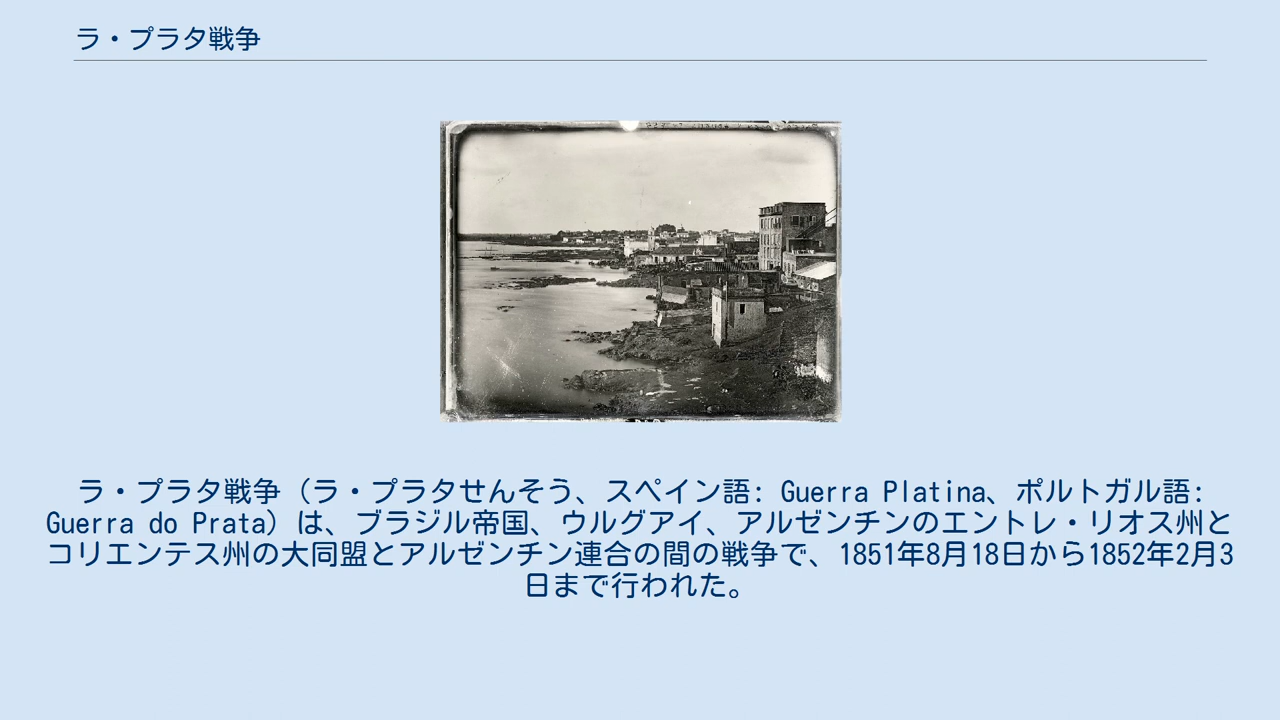 ラ・プラタ戦争
ラ・プラタ戦争（ラ・プラタせんそう、スペイン語: Guerra Platina、ポルトガル語:
Guerra do Prata）は、ブラジル帝国、ウルグアイ、アルゼンチンのエントレ・リオス州と
コリエンテス州の大同盟とアルゼンチン連合の間の戦争で、1851年8月18日から1852年2月3
日まで行われた。